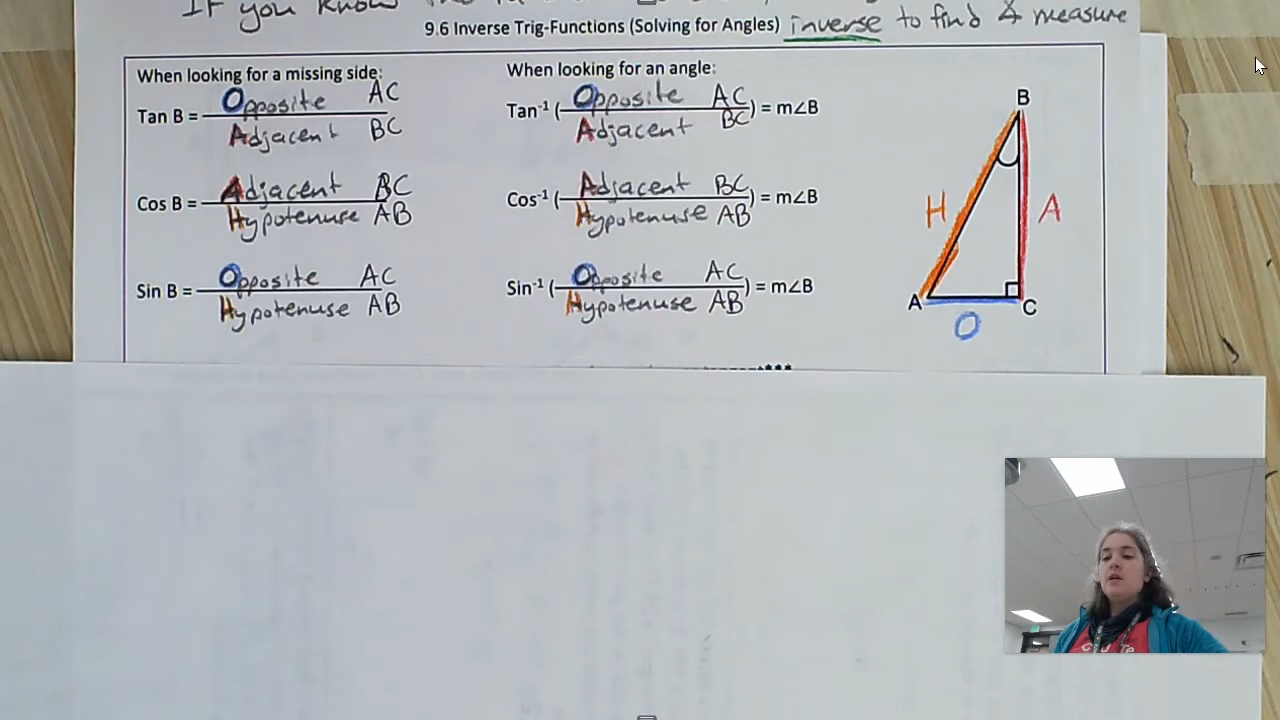 If you know
9.6 Inverse Trig-Functions (Solving for Angles) inverse to find ∡ measure
When looking for a missing side:
Tan B = Opposite AC
Adjacent BC
Cos B = Adjacent BC
Hypotenuse AB
Sin B = Opposite AC
Hypotenuse AB
When looking for an angle:
Tan⁻¹ (Opposite AC
Adjacent BC) = m∠B
Cos⁻¹ (Adjacent BC
Hypotenuse AB) = m∠B
Sin⁻¹ (Opposite AC
Hypotenuse AB) = m∠B
B
H
A
A
C
O